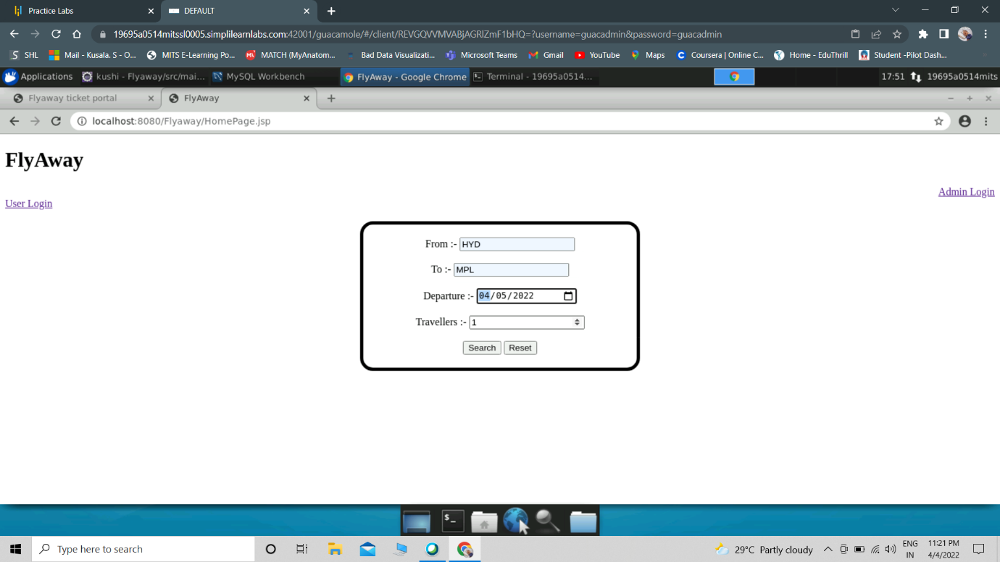 Practice Labs
DEFAULT
19695a0514mitssl0005.simplilearnlabs.com:42001/guacamole/#/client/REVGQVVMVABjAGRlZmF1bHQ=?username=guacadmin&password=guacadmin
SHL
Mail - Kusala. S - O...
MITS E-Learning Po...
MATCH (MyAnatom...
Bad Data Visualizati...
Microsoft Teams
Gmail
YouTube
Maps
Coursera | Online C...
Home - EduThrill
Student -Pilot Dash...
Applications
kushi - Flyaway/src/mai...
MySQL Workbench
FlyAway - Google Chrome
Terminal - 19695a0514...
17:51
19695a0514mits
Flyaway ticket portal
FlyAway
localhost:8080/Flyaway/HomePage.jsp
FlyAway
Admin Login
User Login
From :- HYD
To :- MPL
Departure :- 04/05/2022
Travellers :- 1
Search Reset
Type here to search
29°C Partly cloudy
ENG
IN
11:21 PM
4/4/2022